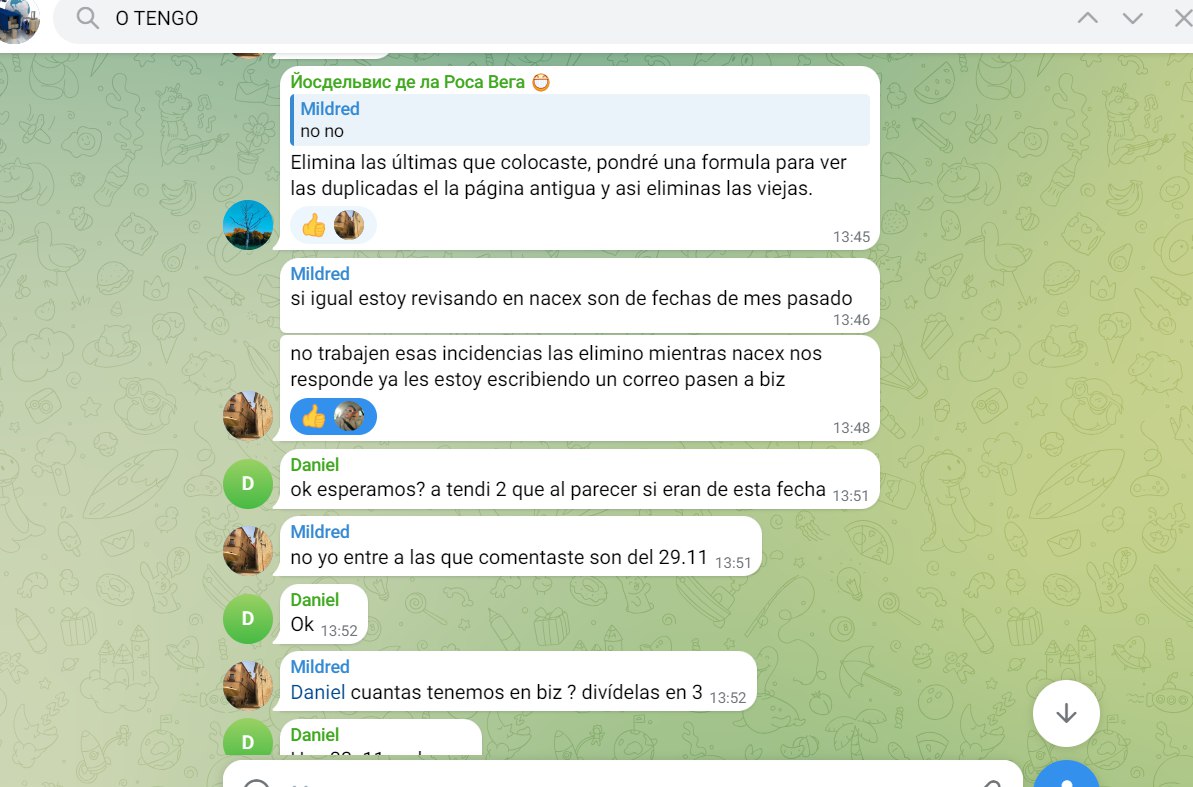 O TENGO
Йосдельвис де ла Роса Вега
Mildred
no no
Elimina las últimas que colocaste, pondré una formula para ver
las duplicadas el la página antigua y asi eliminas las viejas.
13:45
Mildred
si igual estoy revisando en nacex son de fechas de mes pasado
13:46
no trabajen esas incidencias las elimino mientras nacex nos
responde ya les estoy escribiendo un correo pasen a biz
13:48
Daniel
D
ok esperamos? a tendi 2 que al parecer si eran de esta fecha 13:51
Mildred
no yo entre a las que comentaste son del 29.11 13:51
Daniel
D
Ok 13:52
Mildred
Daniel cuantas tenemos en biz ? divídelas en 3 13:52
Daniel
D